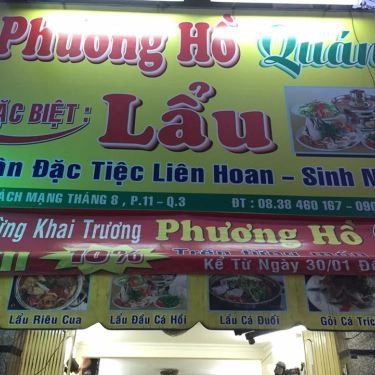 Phương Hồ Quán
ĐẶC BIỆT :
Lẩu
ận Đặc Tiệc Liên Hoan – Sinh N
ÁCH MẠNG THÁNG 8 , P.11 - Q.3 ĐT : 08.38 460 167 - 090
ừng Khai Trương Phương Hồ
10%
Kể Từ Ngày 30/01 Đế
Lẩu Riêu Cua
Lẩu Đầu Cá Hồi
Lẩu Cá Đuối
Gỏi Cá Tríc